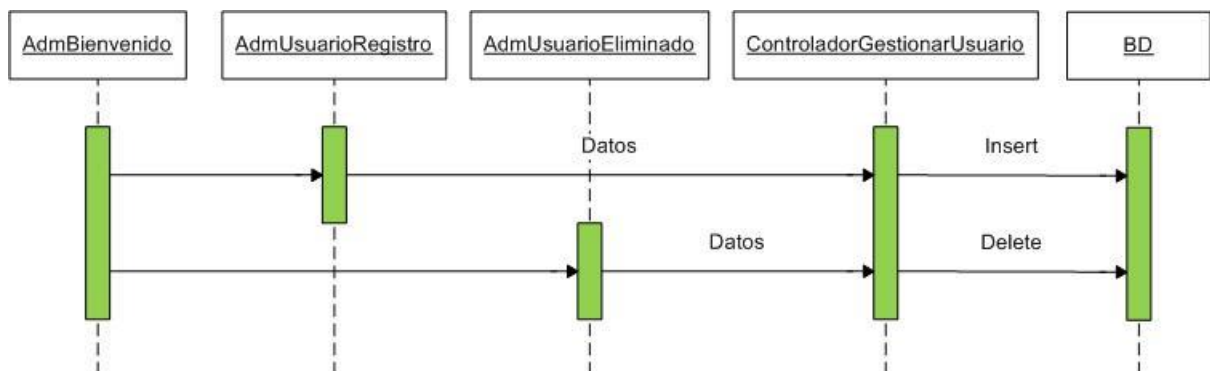 AdmBienvenido
AdmUsuarioRegistro
AdmUsuarioEliminado
ControladorGestionarUsuario
BD
Datos
Insert
Datos
Delete